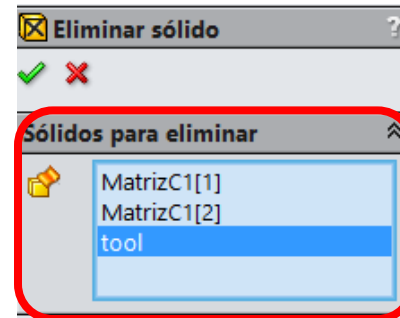 Eliminar sólido ?
Sólidos para eliminar
MatrizC1[1]
MatrizC1[2]
tool